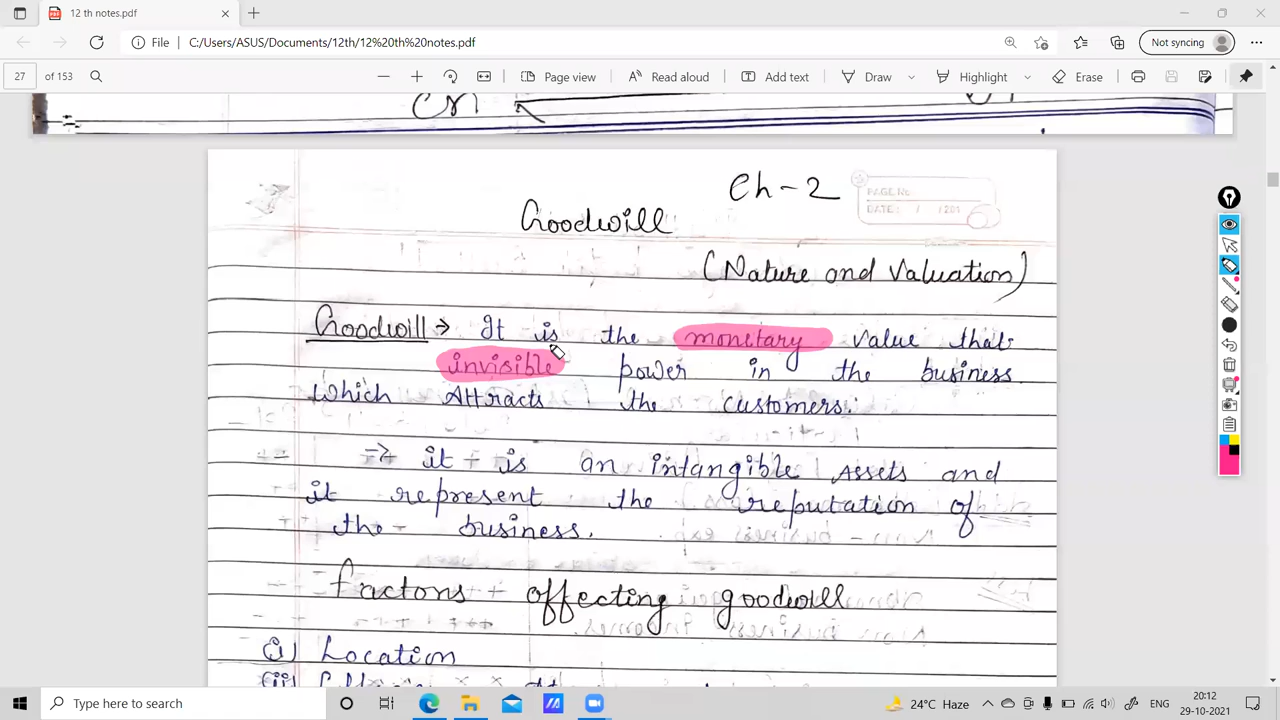 12 th notes.pdf
File C:/Users/ASUS/Documents/12th/12%20th%20notes.pdf
Not syncing
27 of 153
Page view
Read aloud
Add text
Draw
Highlight
Erase
Ch-2
PAGE No.
DATE: / /201
Goodwill
(Nature and Valuation)
Goodwill → It is the monetary value that
invisible power in the business
which Attracts the customers.
→ it is an intangible Assets and
it represent the reputation of
the business.
factors affecting goodwill
(i) Location
(ii)
Type here to search
24°C Haze
ENG
20:12
29-10-2021